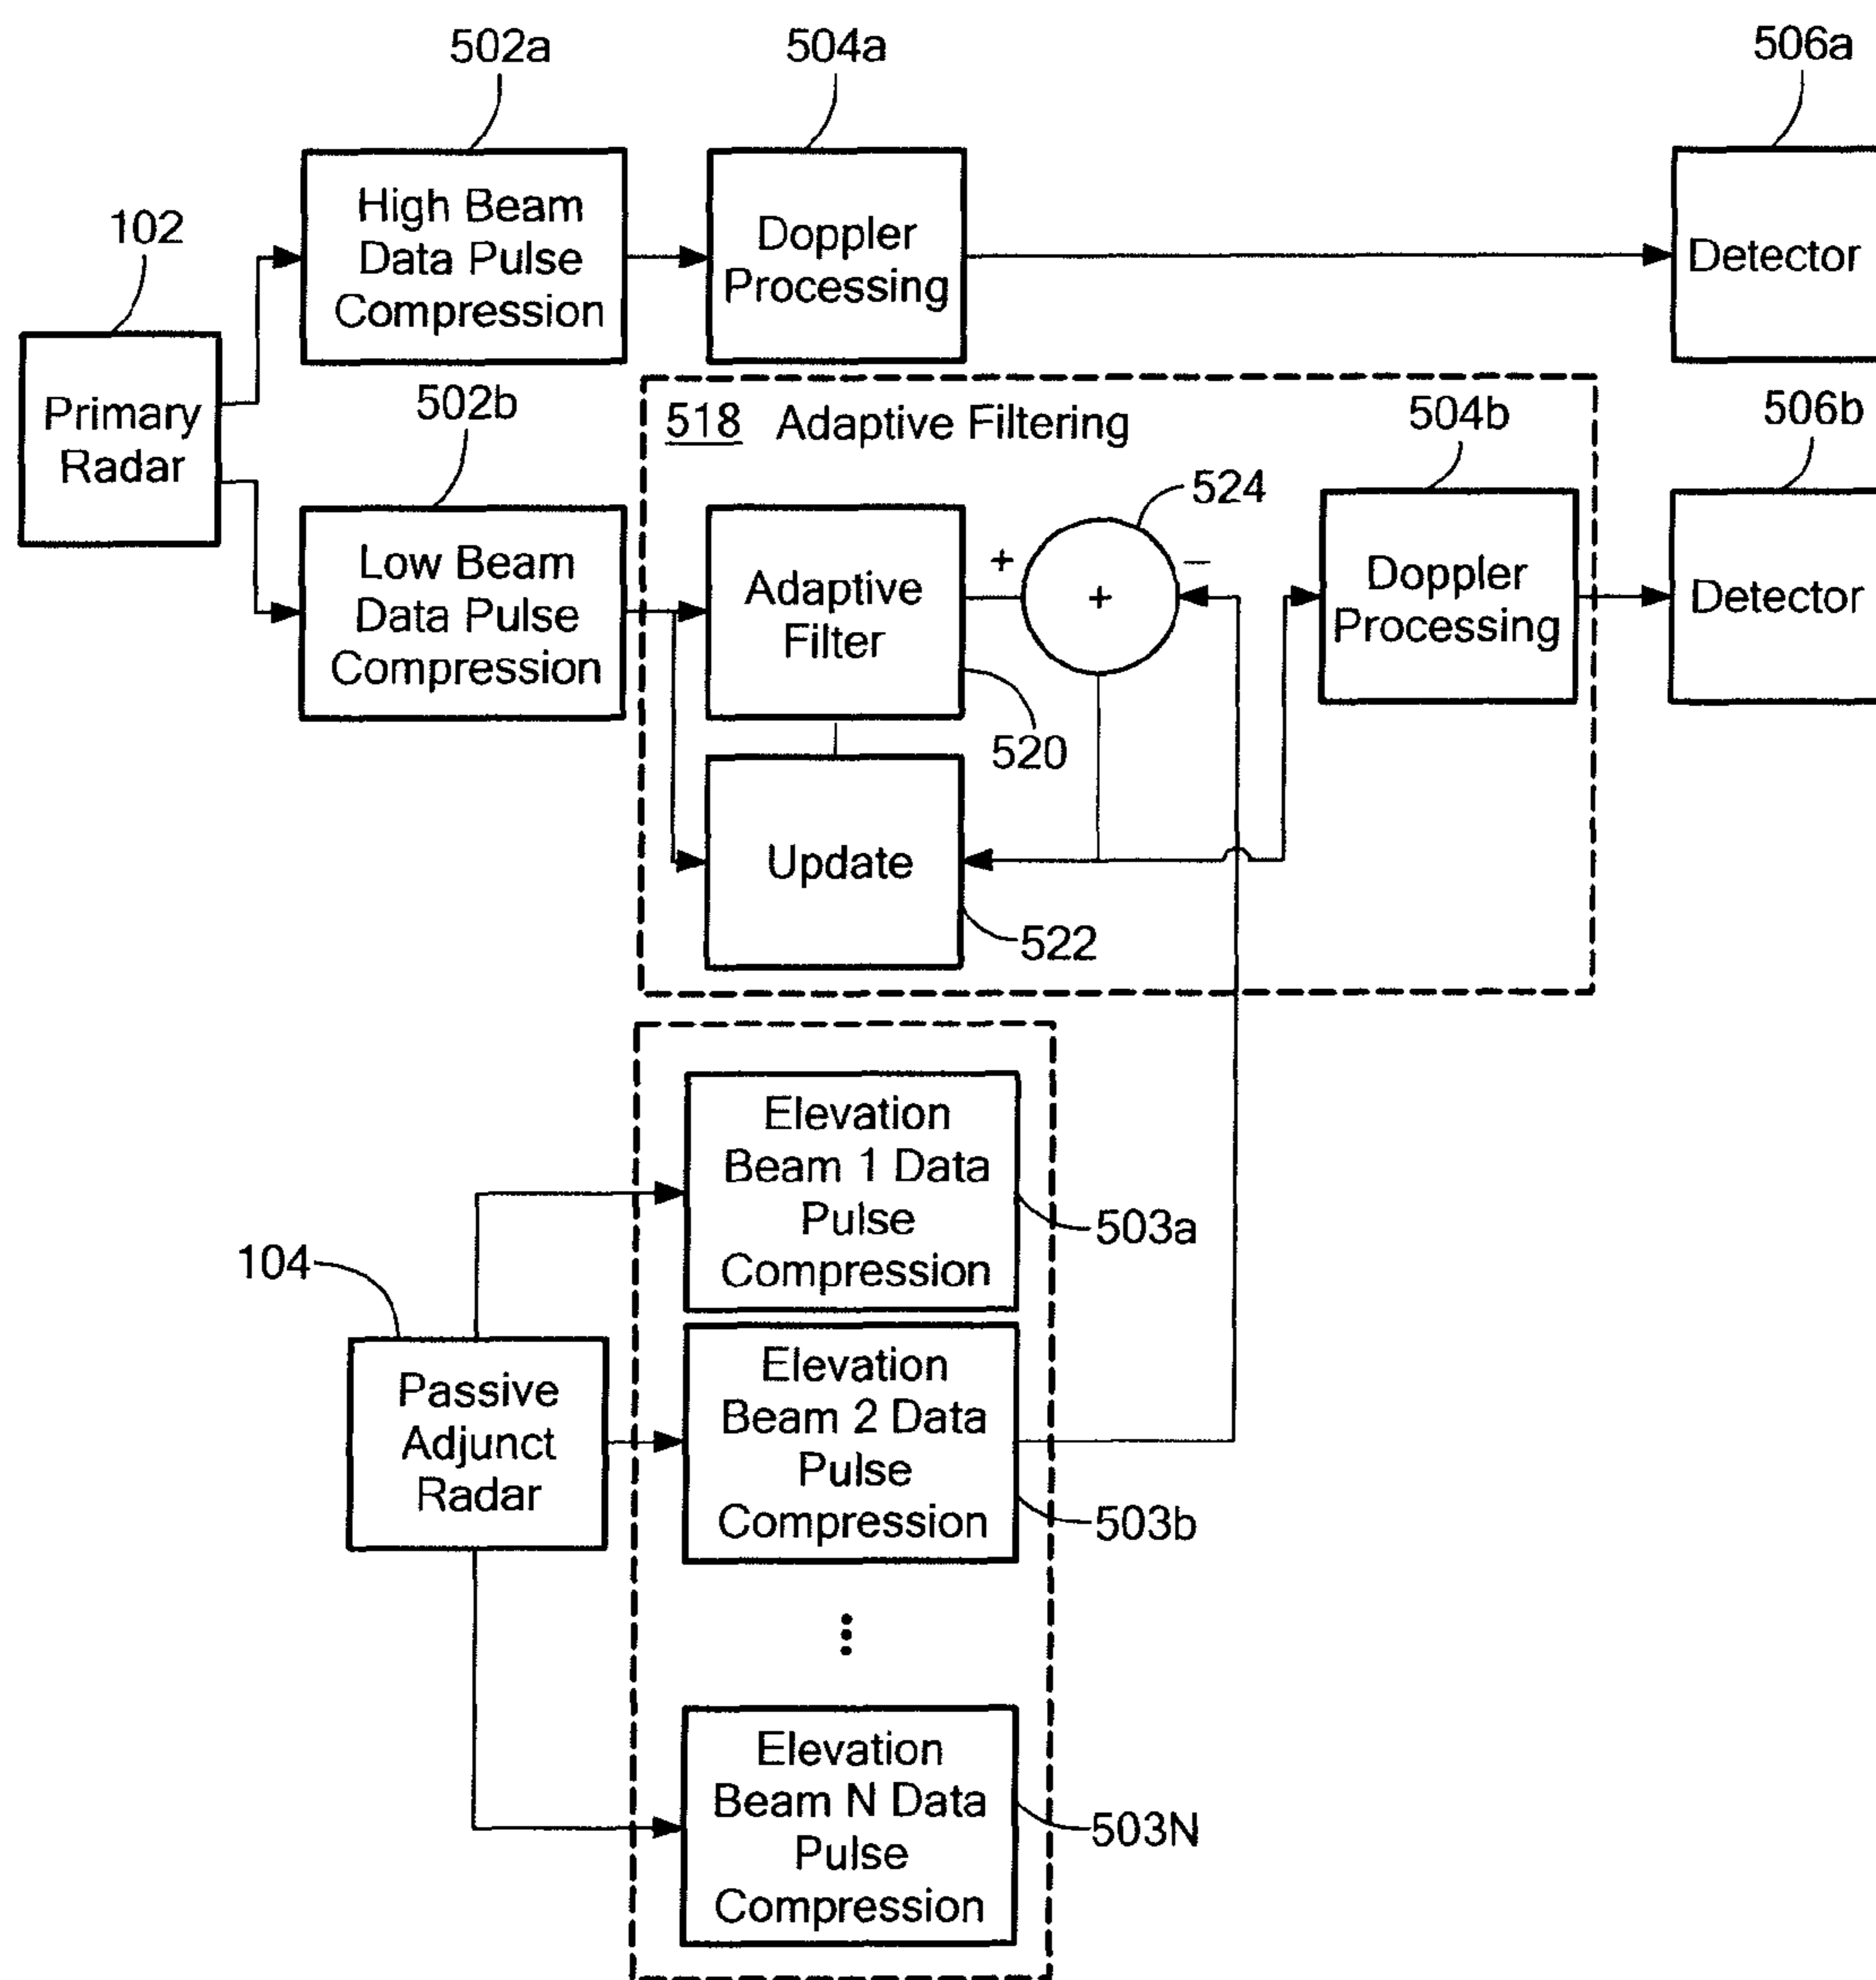 502a
504a
506a
102
High Beam
Data Pulse
Compression
Doppler
Processing
Detector
Primary
Radar
502b
518 Adaptive Filtering
504b
506b
524
Low Beam
Data Pulse
Compression
Adaptive
Filter
+
+
−
Doppler
Processing
Detector
520
Update
522
Elevation
Beam 1 Data
Pulse
Compression
503a
104
Passive
Adjunct
Radar
Elevation
Beam 2 Data
Pulse
Compression
503b
Elevation
Beam N Data
Pulse
Compression
503N